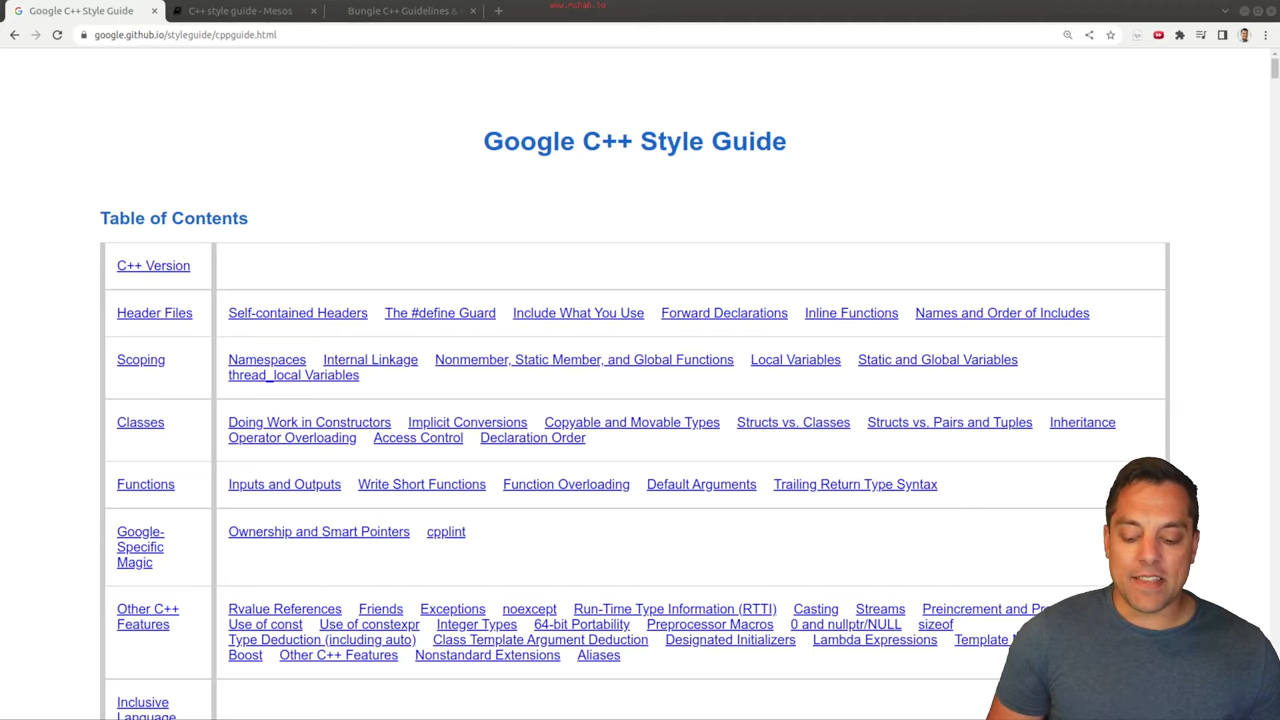 www.mshah.io
Google C++ Style Guide
C++ style guide - Mesos
Bungie C++ Guidelines &
google.github.io/styleguide/cppguide.html
Google C++ Style Guide
Table of Contents
C++ Version
Header Files
Self-contained Headers The #define Guard Include What You Use Forward Declarations Inline Functions Names and Order of Includes
Scoping
Namespaces Internal Linkage Nonmember, Static Member, and Global Functions Local Variables Static and Global Variables
thread_local Variables
Classes
Doing Work in Constructors Implicit Conversions Copyable and Movable Types Structs vs. Classes Structs vs. Pairs and Tuples Inheritance
Operator Overloading Access Control Declaration Order
Functions
Inputs and Outputs Write Short Functions Function Overloading Default Arguments Trailing Return Type Syntax
Google-
Specific
Magic
Ownership and Smart Pointers cpplint
Other C++
Features
Rvalue References Friends Exceptions noexcept Run-Time Type Information (RTTI) Casting Streams Preincrement and
Use of const Use of constexpr Integer Types 64-bit Portability Preprocessor Macros 0 and nullptr/NULL sizeof
Type Deduction (including auto) Class Template Argument Deduction Designated Initializers Lambda Expressions Template
Boost Other C++ Features Nonstandard Extensions Aliases
Inclusive
Language